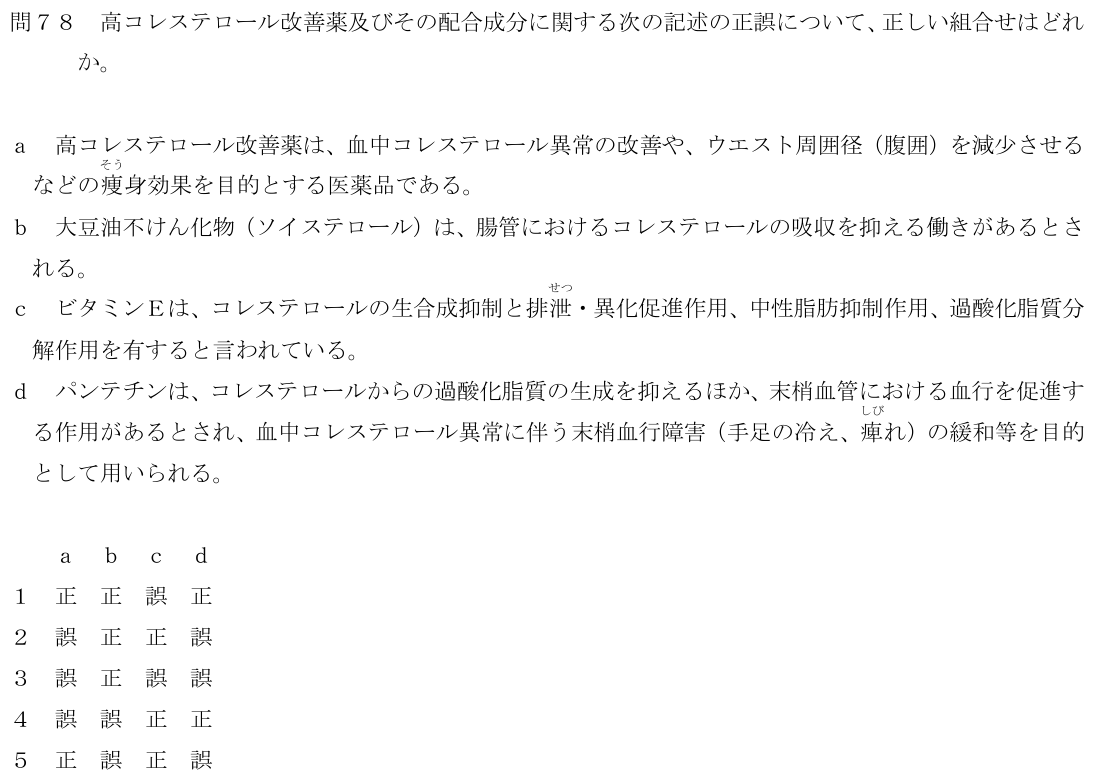 問７８　高コレステロール改善薬及びその配合成分に関する次の記述の正誤について、正しい組合せはどれ
か。
a　高コレステロール改善薬は、血中コレステロール異常の改善や、ウエスト周囲径（腹囲）を減少させる
そう
などの痩身効果を目的とする医薬品である。
b　大豆油不けん化物（ソイステロール）は、腸管におけるコレステロールの吸収を抑える働きがあるとさ
れる。
せつ
c　ビタミンＥは、コレステロールの生合成抑制と排泄・異化促進作用、中性脂肪抑制作用、過酸化脂質分
解作用を有すると言われている。
d　パンテチンは、コレステロールからの過酸化脂質の生成を抑えるほか、末梢血管における血行を促進す
しび
る作用があるとされ、血中コレステロール異常に伴う末梢血行障害（手足の冷え、痺れ）の緩和等を目的
として用いられる。
a　b　c　d
１　正　正　誤　正
２　誤　正　正　誤
３　誤　正　誤　誤
４　誤　誤　正　正
５　正　誤　正　誤